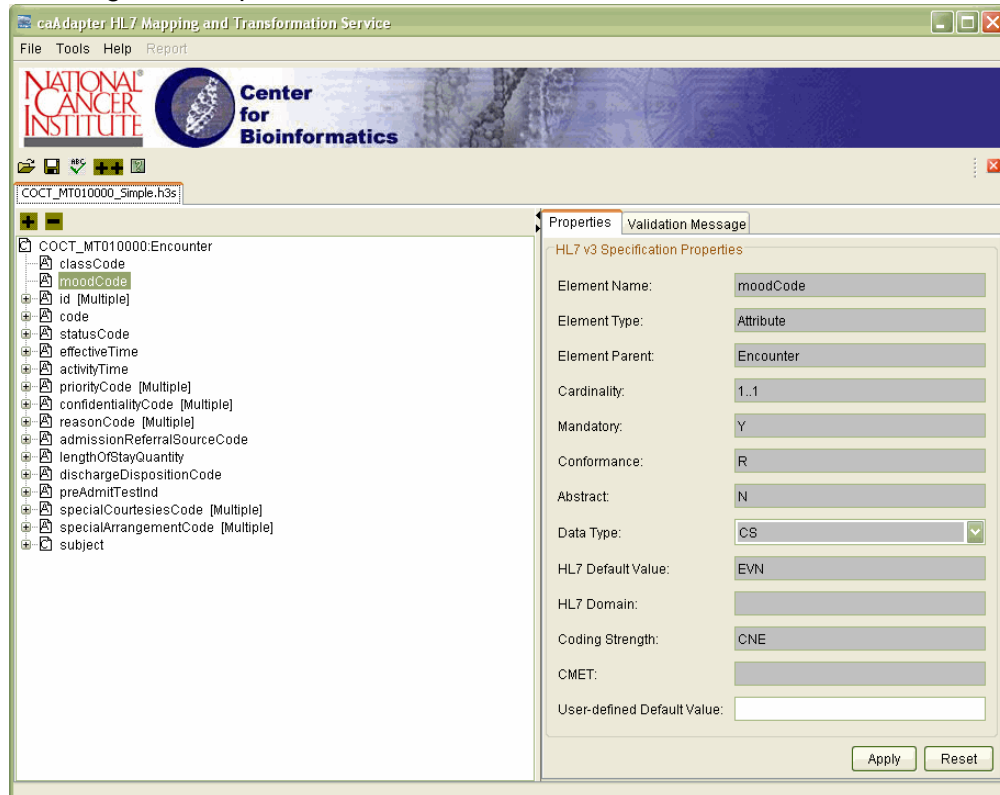 caAdapter HL7 Mapping and Transformation Service
File Tools Help Report
NATIONAL® CANCER INSTITUTE
Center for Bioinformatics
ABC
COCT_MT010000_Simple.h3s
COCT_MT010000:Encounter
classCode
moodCode
id [Multiple]
code
statusCode
effectiveTime
activityTime
priorityCode [Multiple]
confidentialityCode [Multiple]
reasonCode [Multiple]
admissionReferralSourceCode
lengthOfStayQuantity
dischargeDispositionCode
preAdmitTestInd
specialCourtesiesCode [Multiple]
specialArrangementCode [Multiple]
subject
Properties Validation Message
HL7 v3 Specification Properties
Element Name: moodCode
Element Type: Attribute
Element Parent: Encounter
Cardinality: 1..1
Mandatory: Y
Conformance: R
Abstract: N
Data Type: CS
HL7 Default Value: EVN
HL7 Domain:
Coding Strength: CNE
CMET:
User-defined Default Value:
Apply Reset